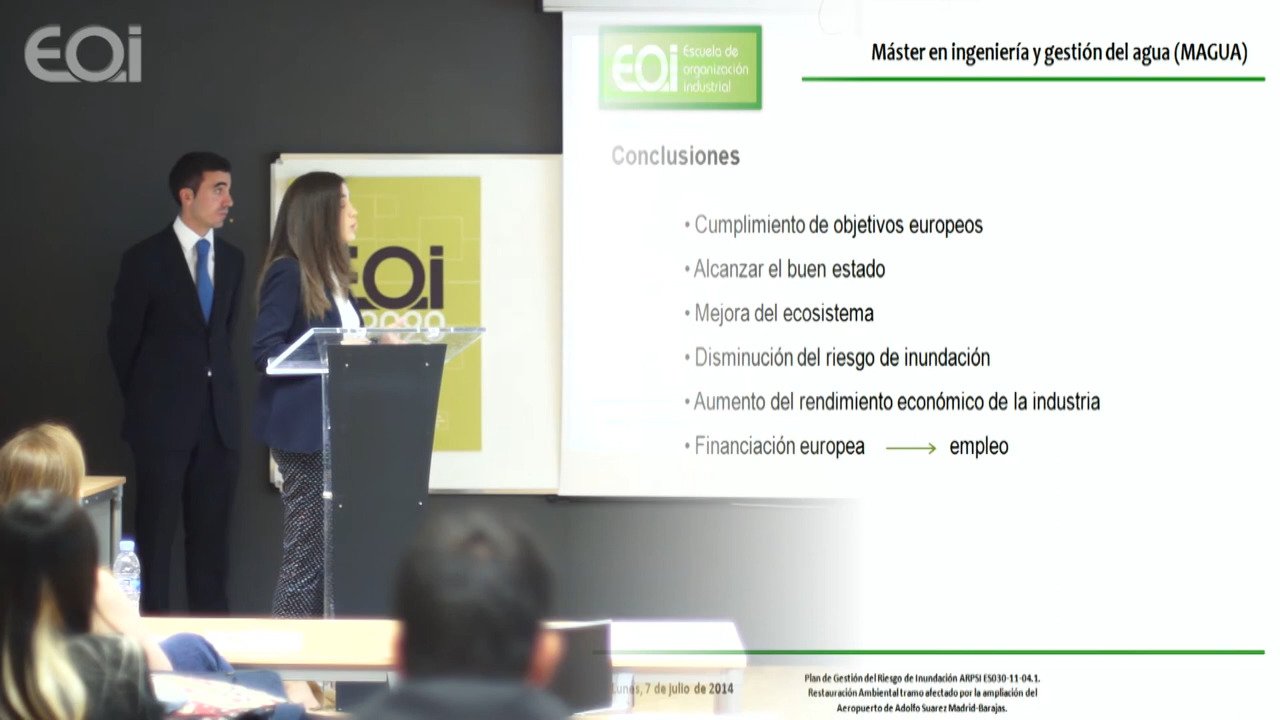 EOi
EOi
Escuela de
organización
industrial
Máster en ingeniería y gestión del agua (MAGUA)
Conclusiones
• Cumplimiento de objetivos europeos
• Alcanzar el buen estado
• Mejora del ecosistema
• Disminución del riesgo de inundación
• Aumento del rendimiento económico de la industria
• Financiación europea → empleo
EOi
Lunes, 7 de julio de 2014
Plan de Gestión del Riesgo de Inundación ARPSI ES030-11-04.1.
Restauración Ambiental tramo afectado por la ampliación del
Aeropuerto de Adolfo Suarez Madrid-Barajas.